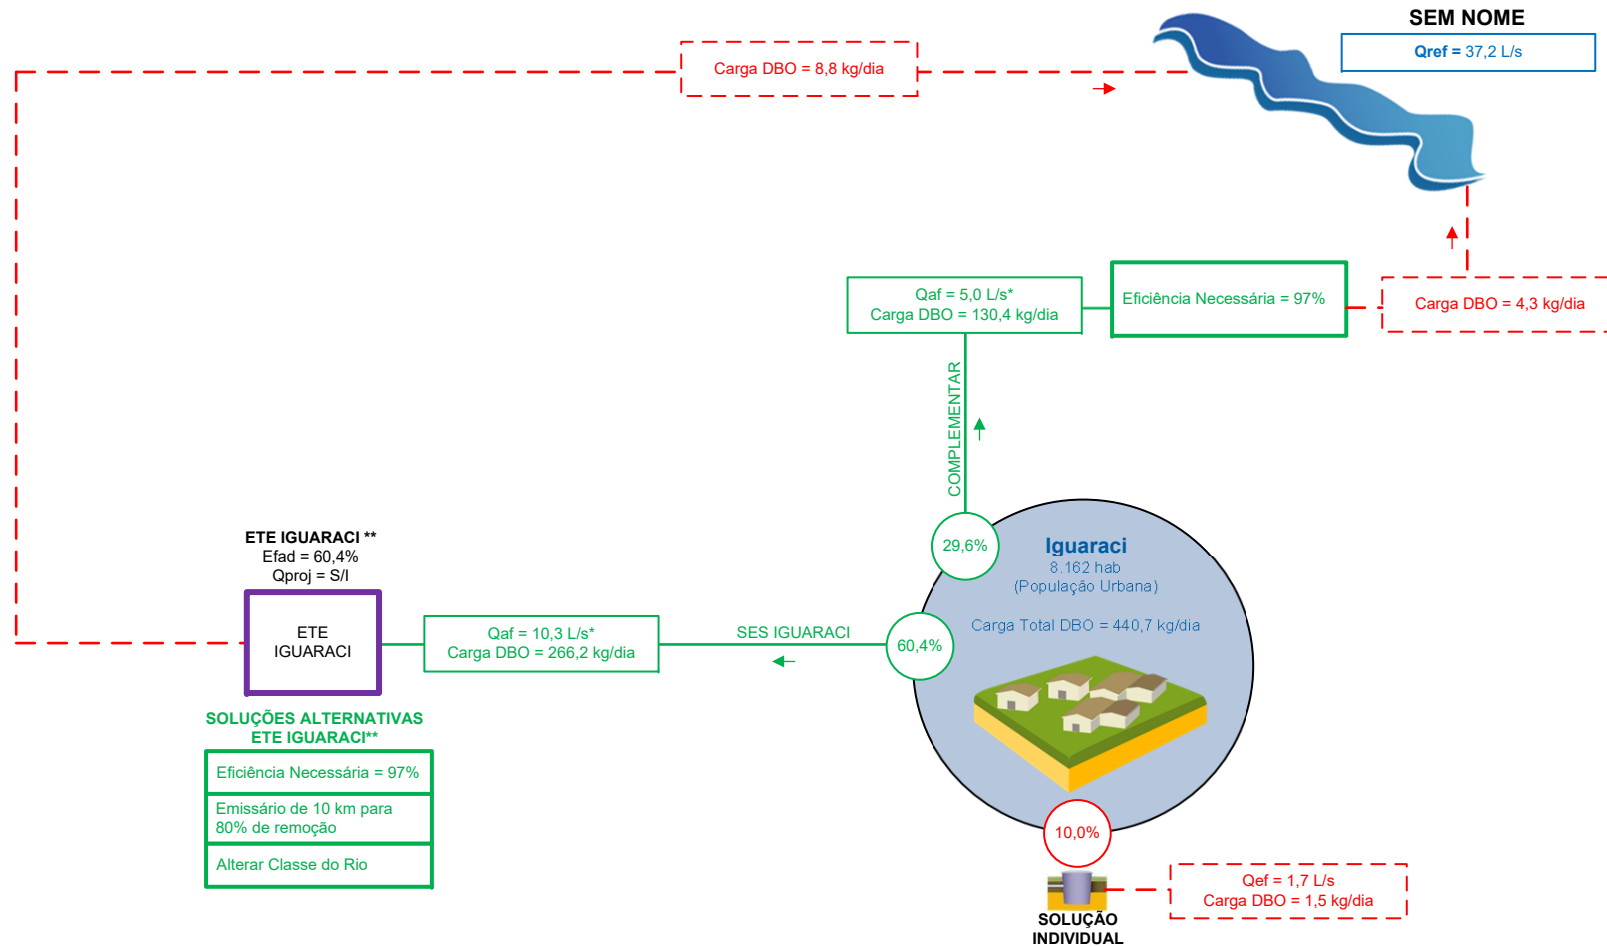 SEM NOME
Qref = 37,2 L/s
Carga DBO = 8,8 kg/dia
Qaf = 5,0 L/s*
Carga DBO = 130,4 kg/dia
Eficiência Necessária = 97%
Carga DBO = 4,3 kg/dia
COMPLEMENTAR
29,6%
Iguaraci
8.162 hab
(População Urbana)
Carga Total DBO = 440,7 kg/dia
ETE IGUARACI **
Efad = 60,4%
Qproj = S/I
ETE
IGUARACI
Qaf = 10,3 L/s*
Carga DBO = 266,2 kg/dia
SES IGUARACI
60,4%
SOLUÇÕES ALTERNATIVAS
ETE IGUARACI**
Eficiência Necessária = 97%
Emissário de 10 km para
80% de remoção
Alterar Classe do Rio
10,0%
Qef = 1,7 L/s
Carga DBO = 1,5 kg/dia
SOLUÇÃO
INDIVIDUAL